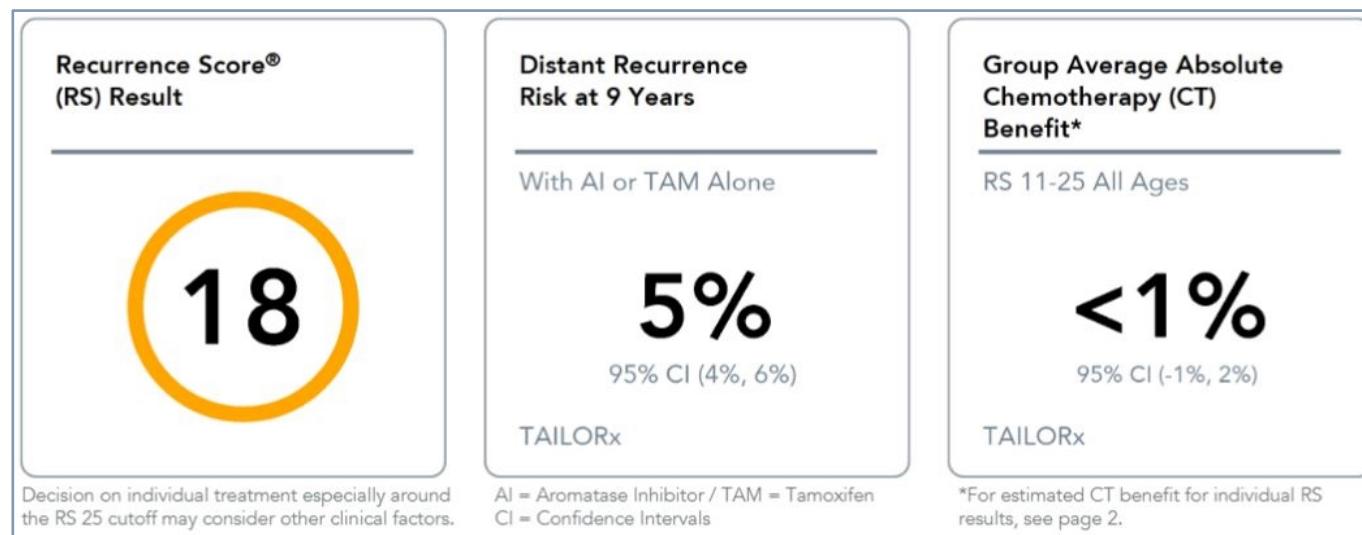 Recurrence Score®
(RS) Result
18
Decision on individual treatment especially around
the RS 25 cutoff may consider other clinical factors.
Distant Recurrence
Risk at 9 Years
With AI or TAM Alone
5%
95% CI (4%, 6%)
TAILORx
AI = Aromatase Inhibitor / TAM = Tamoxifen
CI = Confidence Intervals
Group Average Absolute
Chemotherapy (CT)
Benefit*
RS 11-25 All Ages
<1%
95% CI (-1%, 2%)
TAILORx
*For estimated CT benefit for individual RS
results, see page 2.